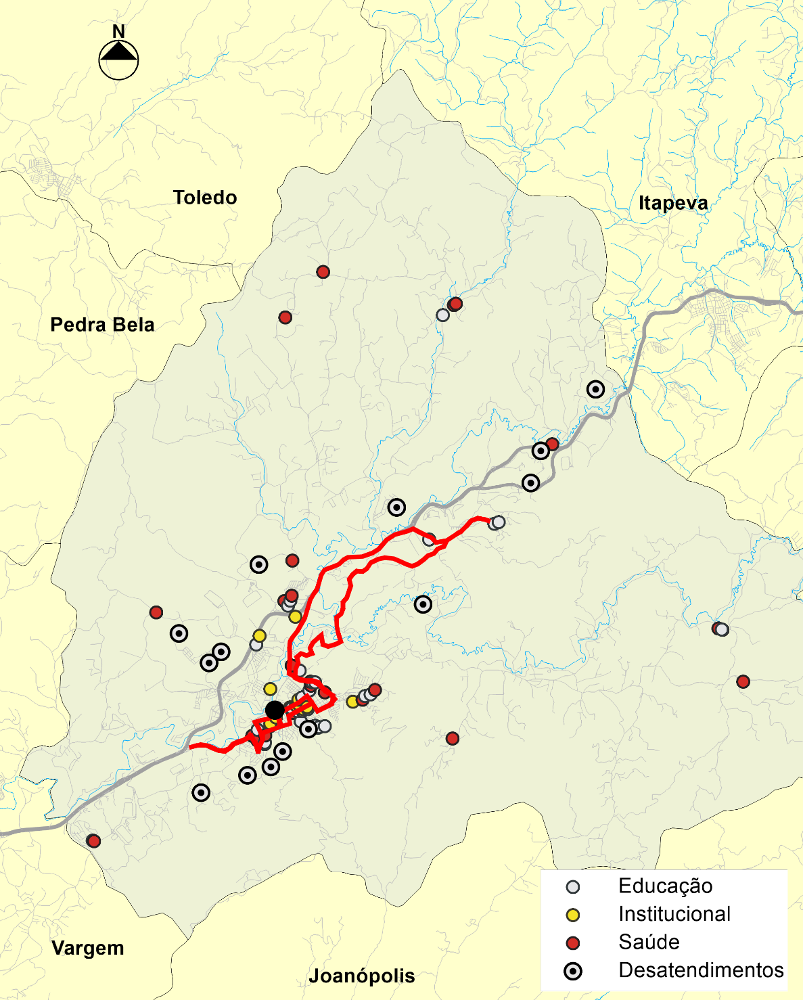 N
Toledo
Itapeva
Pedra Bela
Educação
Institucional
Saúde
Desatendimentos
Vargem
Joanópolis